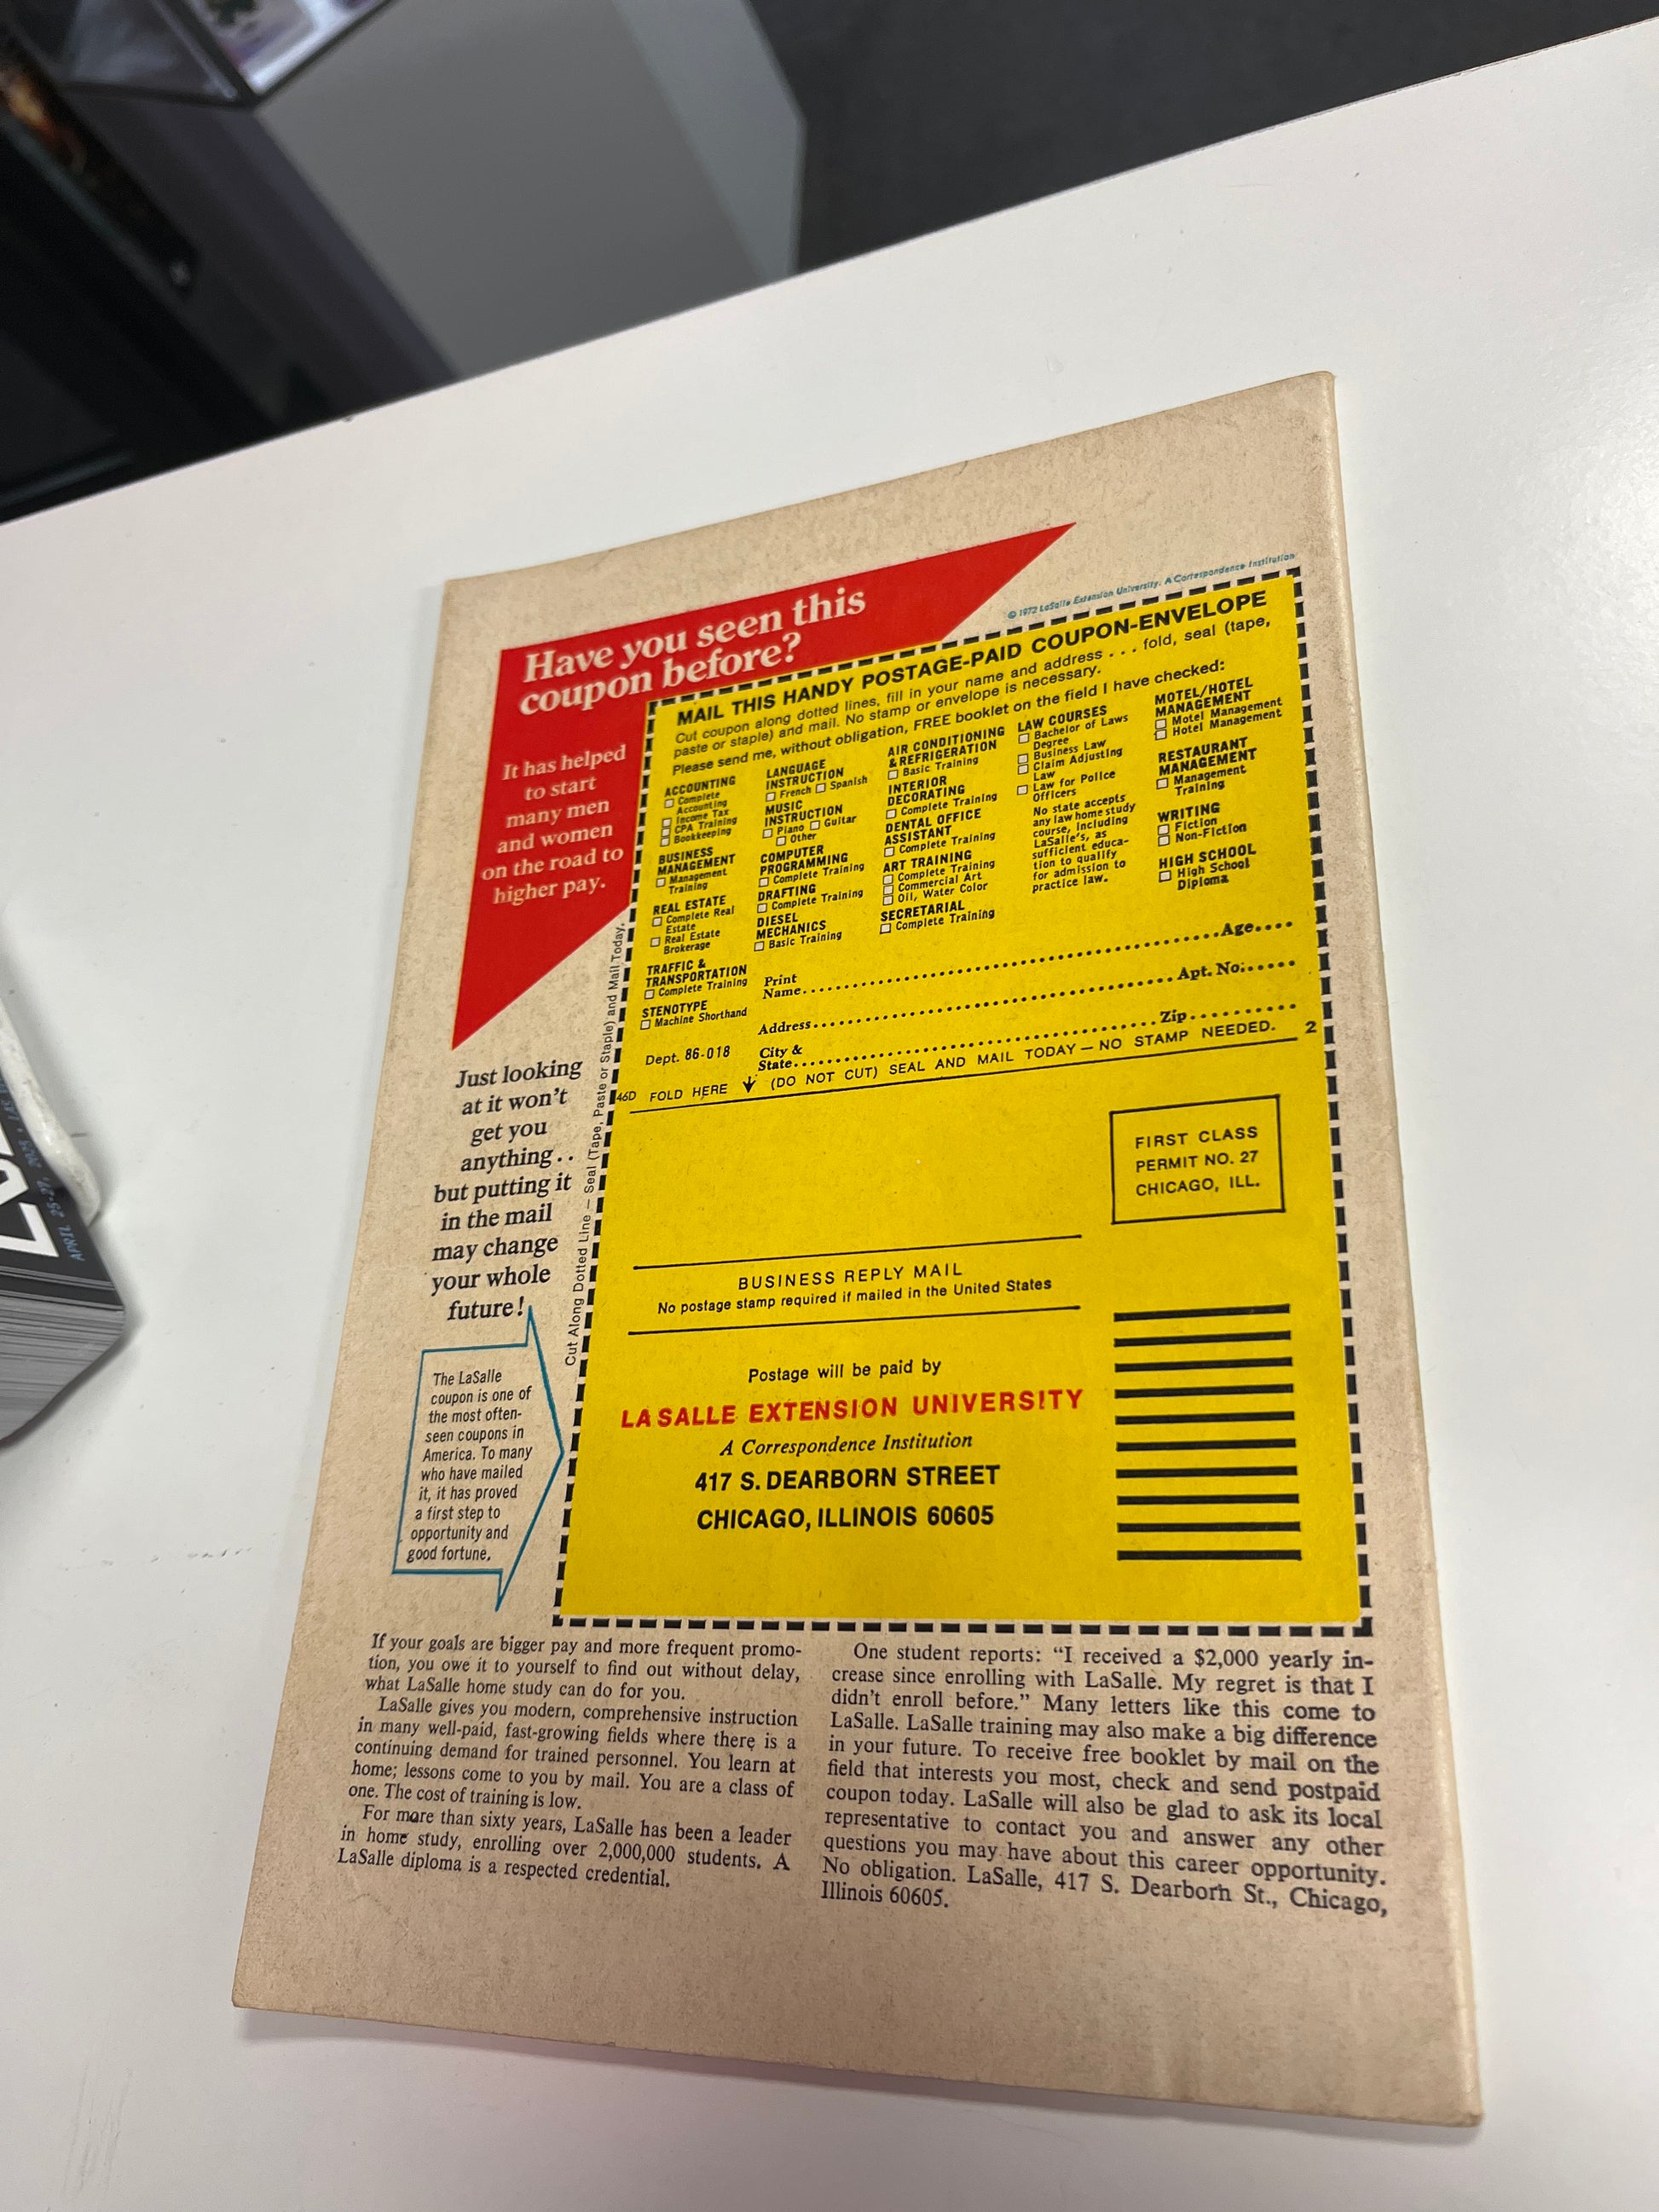 Have you seen this
coupon before?
It has helped
to start
many men
and women
on the road to
higher pay.
© 1972 LaSalle Extension University. A Correspondence Institution
MAIL THIS HANDY POSTAGE-PAID COUPON-ENVELOPE
Cut coupon along dotted lines, fill in your name and address . . . fold, seal (tape,
paste or staple) and mail. No stamp or envelope is necessary.
Please send me, without obligation, FREE booklet on the field I have checked:
ACCOUNTING
Complete
Accounting
Income Tax
CPA Training
Bookkeeping
BUSINESS
MANAGEMENT
Management
Training
REAL ESTATE
Complete Real
Estate
Real Estate
Brokerage
TRAFFIC &
TRANSPORTATION
Complete Training
STENOTYPE
Machine Shorthand
LANGUAGE
INSTRUCTION
French Spanish
MUSIC
INSTRUCTION
Piano Guitar
Other
COMPUTER
PROGRAMMING
Complete Training
DRAFTING
Complete Training
DIESEL
MECHANICS
Basic Training
AIR CONDITIONING
& REFRIGERATION
Basic Training
INTERIOR
DECORATING
Complete Training
DENTAL OFFICE
ASSISTANT
Complete Training
ART TRAINING
Complete Training
Commercial Art
Oil, Water Color
SECRETARIAL
Complete Training
LAW COURSES
Bachelor of Laws
Degree
Business Law
Claim Adjusting
Law
Law for Police
Officers
No state accepts
any law home study
course, including
LaSalle's, as
sufficient educa-
tion to qualify
for admission to
practice law.
MOTEL/HOTEL
MANAGEMENT
Motel Management
Hotel Management
RESTAURANT
MANAGEMENT
Management
Training
WRITING
Fiction
Non-Fiction
HIGH SCHOOL
High School
Diploma
Print
Name Age
Address Apt. No.
Dept. 86-018
City &
State Zip
46D FOLD HERE (DO NOT CUT) SEAL AND MAIL TODAY — NO STAMP NEEDED. 2
Cut Along Dotted Line — Seal (Tape, Paste or Staple) and Mail Today.
Just looking
at it won't
get you
anything..
but putting it
in the mail
may change
your whole
future!
The LaSalle
coupon is one of
the most often-
seen coupons in
America. To many
who have mailed
it, it has proved
a first step to
opportunity and
good fortune.
FIRST CLASS
PERMIT NO. 27
CHICAGO, ILL.
BUSINESS REPLY MAIL
No postage stamp required if mailed in the United States
Postage will be paid by
LA SALLE EXTENSION UNIVERSITY
A Correspondence Institution
417 S. DEARBORN STREET
CHICAGO, ILLINOIS 60605
If your goals are bigger pay and more frequent promo-
tion, you owe it to yourself to find out without delay,
what LaSalle home study can do for you.
LaSalle gives you modern, comprehensive instruction
in many well-paid, fast-growing fields where there is a
continuing demand for trained personnel. You learn at
home; lessons come to you by mail. You are a class of
one. The cost of training is low.
For more than sixty years, LaSalle has been a leader
in home study, enrolling over 2,000,000 students. A
LaSalle diploma is a respected credential.
One student reports: "I received a $2,000 yearly in-
crease since enrolling with LaSalle. My regret is that I
didn't enroll before." Many letters like this come to
LaSalle. LaSalle training may also make a big difference
in your future. To receive free booklet by mail on the
field that interests you most, check and send postpaid
coupon today. LaSalle will also be glad to ask its local
representative to contact you and answer any other
questions you may have about this career opportunity.
No obligation. LaSalle, 417 S. Dearborn St., Chicago,
Illinois 60605.
APRIL 25-27, 2025